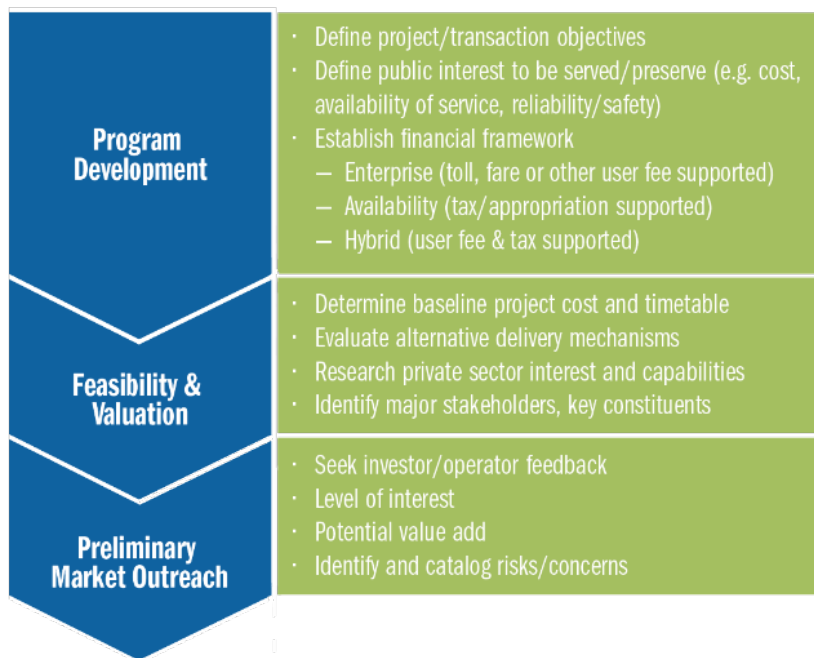 Program
Development
· Define project/transaction objectives
· Define public interest to be served/preserve (e.g. cost,
availability of service, reliability/safety)
· Establish financial framework
– Enterprise (toll, fare or other user fee supported)
– Availability (tax/appropriation supported)
– Hybrid (user fee & tax supported)
Feasibility &
Valuation
· Determine baseline project cost and timetable
· Evaluate alternative delivery mechanisms
· Research private sector interest and capabilities
· Identify major stakeholders, key constituents
Preliminary
Market Outreach
· Seek investor/operator feedback
· Level of interest
· Potential value add
· Identify and catalog risks/concerns